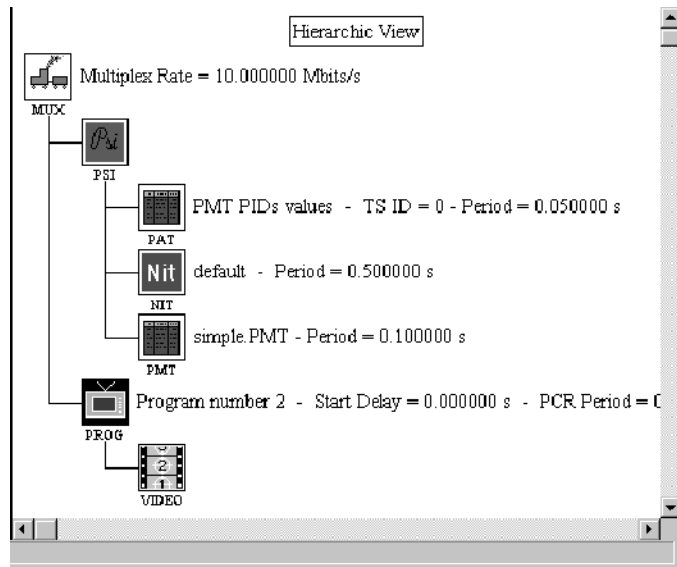 Hierarchic View
Multiplex Rate = 10.000000 Mbits/s
MUX
Psi
PSI
PMT PIDs values - TS ID = 0 - Period = 0.050000 s
PAT
Nit
default - Period = 0.500000 s
NIT
simple.PMT - Period = 0.100000 s
PMT
Program number 2 - Start Delay = 0.000000 s - PCR Period =
PROG
2
1
VIDEO